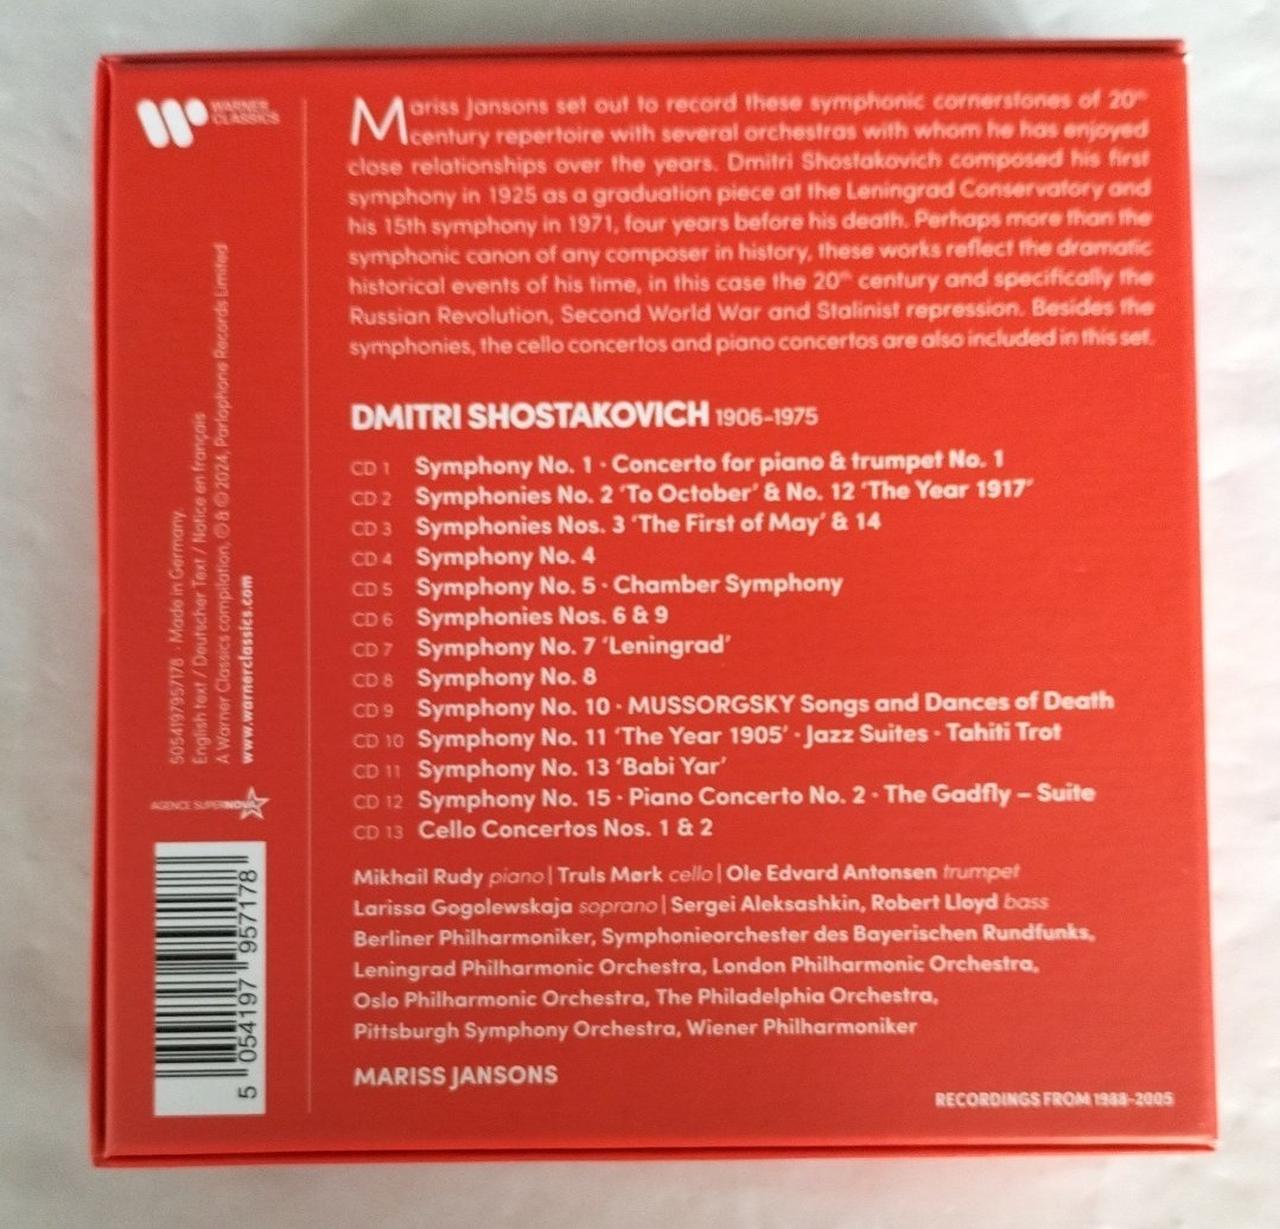 WARNER
CLASSICS
Mariss Jansons set out to record these symphonic cornerstones of 20th
century repertoire with several orchestras with whom he has enjoyed
close relationships over the years. Dmitri Shostakovich composed his first
symphony in 1925 as a graduation piece at the Leningrad Conservatory and
his 15th symphony in 1971, four years before his death. Perhaps more than the
symphonic canon of any composer in history, these works reflect the dramatic
historical events of his time, in this case the 20th century and specifically the
Russian Revolution, Second World War and Stalinist repression. Besides the
symphonies, the cello concertos and piano concertos are also included in this set.
DMITRI SHOSTAKOVICH 1906–1975
CD 1 Symphony No. 1 · Concerto for piano & trumpet No. 1
CD 2 Symphonies No. 2 ‘To October’ & No. 12 ‘The Year 1917’
CD 3 Symphonies Nos. 3 ‘The First of May’ & 14
CD 4 Symphony No. 4
CD 5 Symphony No. 5 · Chamber Symphony
CD 6 Symphonies Nos. 6 & 9
CD 7 Symphony No. 7 ‘Leningrad’
CD 8 Symphony No. 8
CD 9 Symphony No. 10 · MUSSORGSKY Songs and Dances of Death
CD 10 Symphony No. 11 ‘The Year 1905’ · Jazz Suites · Tahiti Trot
CD 11 Symphony No. 13 ‘Babi Yar’
CD 12 Symphony No. 15 · Piano Concerto No. 2 · The Gadfly – Suite
CD 13 Cello Concertos Nos. 1 & 2
Mikhail Rudy piano | Truls Mørk cello | Ole Edvard Antonsen trumpet
Larissa Gogolewskaja soprano | Sergei Aleksashkin, Robert Lloyd bass
Berliner Philharmoniker, Symphonieorchester des Bayerischen Rundfunks,
Leningrad Philharmonic Orchestra, London Philharmonic Orchestra,
Oslo Philharmonic Orchestra, The Philadelphia Orchestra,
Pittsburgh Symphony Orchestra, Wiener Philharmoniker
MARISS JANSONS
RECORDINGS FROM 1988-2005
5054197957178 · Made in Germany.
English text / Deutscher Text / Notice en français
A Warner Classics compilation, ℗ & © 2024, Parlophone Records Limited
www.warnerclassics.com
AGENCE SUPERNOVA
5 054197 957178